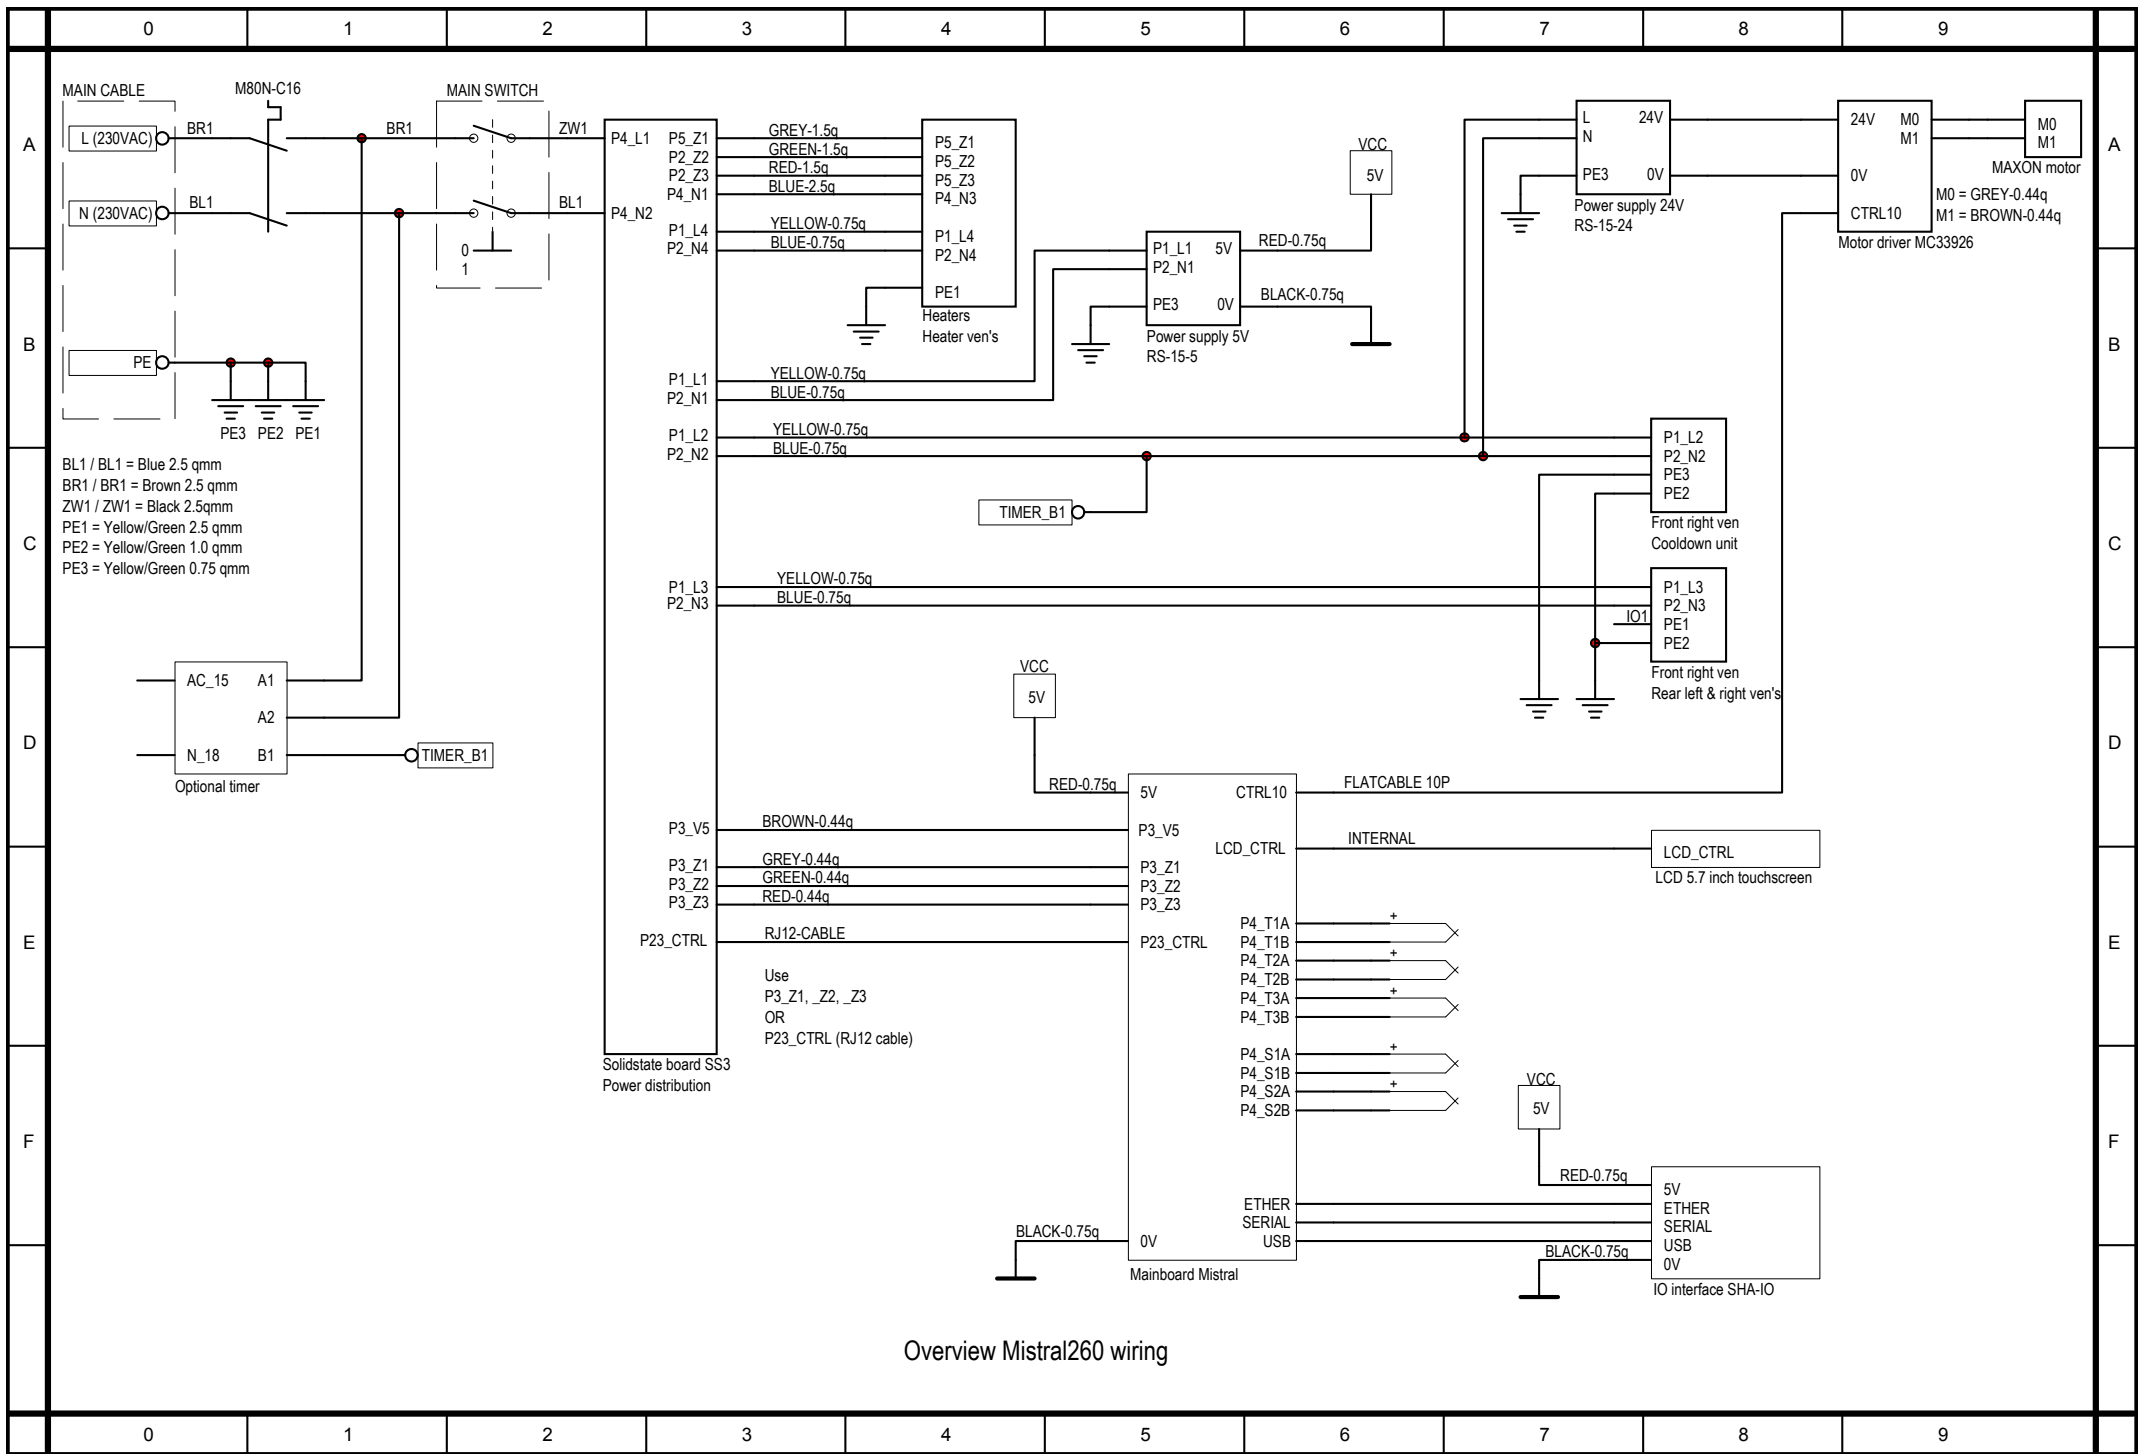 0 1 2 3 4 5 6 7 8 9
A
B
C
D
E
F
A
B
C
D
E
F
MAIN CABLE
L (230VAC)
N (230VAC)
PE
BR1
BL1
M80N-C16
BR1
MAIN SWITCH
0
1
ZW1
BL1
PE3 PE2 PE1
BL1 / BL1 = Blue 2.5 qmm
BR1 / BR1 = Brown 2.5 qmm
ZW1 / ZW1 = Black 2.5qmm
PE1 = Yellow/Green 2.5 qmm
PE2 = Yellow/Green 1.0 qmm
PE3 = Yellow/Green 0.75 qmm
AC_15 A1
A2
N_18 B1
Optional timer
TIMER_B1
P4_L1 P5_Z1
P2_Z2
P2_Z3
P4_N1
P4_N2
P1_L4
P2_N4
P1_L1
P2_N1
P1_L2
P2_N2
P1_L3
P2_N3
P3_V5
P3_Z1
P3_Z2
P3_Z3
P23_CTRL
Solidstate board SS3
Power distribution
GREY-1.5q
GREEN-1.5q
RED-1.5q
BLUE-2.5q
YELLOW-0.75q
BLUE-0.75q
YELLOW-0.75q
BLUE-0.75q
YELLOW-0.75q
BLUE-0.75q
YELLOW-0.75q
BLUE-0.75q
BROWN-0.44q
GREY-0.44q
GREEN-0.44q
RED-0.44q
RJ12-CABLE
Use
P3_Z1, _Z2, _Z3
OR
P23_CTRL (RJ12 cable)
P5_Z1
P5_Z2
P5_Z3
P4_N3
P1_L4
P2_N4
PE1
Heaters
Heater ven's
P1_L1 5V
P2_N1
PE3 0V
Power supply 5V
RS-15-5
RED-0.75q
BLACK-0.75q
VCC
5V
TIMER_B1
L 24V
N
PE3 0V
Power supply 24V
RS-15-24
24V M0
M1
0V
CTRL10
Motor driver MC33926
M0
M1
MAXON motor
M0 = GREY-0.44q
M1 = BROWN-0.44q
P1_L2
P2_N2
PE3
PE2
Front right ven
Cooldown unit
P1_L3
P2_N3
IO1
PE1
PE2
Front right ven
Rear left & right ven's
VCC
5V
RED-0.75q
5V CTRL10
P3_V5
LCD_CTRL
P3_Z1
P3_Z2
P3_Z3
P23_CTRL
P4_T1A
P4_T1B
P4_T2A
P4_T2B
P4_T3A
P4_T3B
P4_S1A
P4_S1B
P4_S2A
P4_S2B
+
+
+
+
+
ETHER
SERIAL
0V USB
BLACK-0.75q
Mainboard Mistral
FLATCABLE 10P
INTERNAL
LCD_CTRL
LCD 5.7 inch touchscreen
VCC
5V
RED-0.75q
BLACK-0.75q
5V
ETHER
SERIAL
USB
0V
IO interface SHA-IO
Overview Mistral260 wiring
0 1 2 3 4 5 6 7 8 9